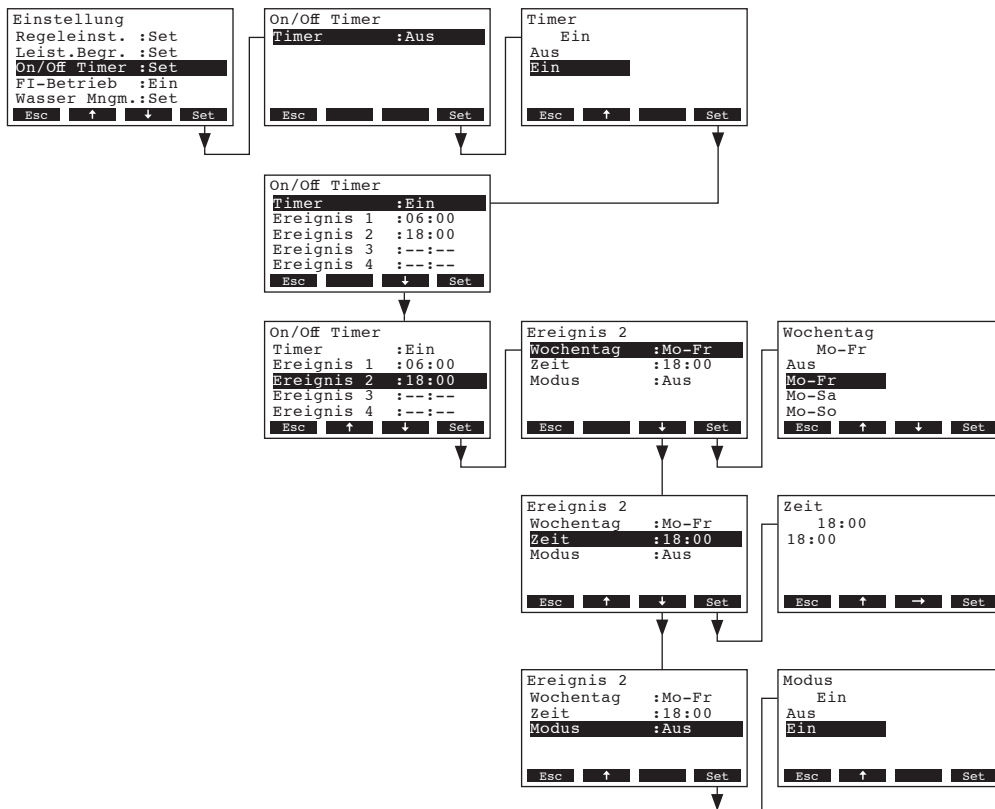 Einstellung
Regeleinst. :Set
Leist.Begr. :Set
On/Off Timer :Set
FI-Betrieb :Ein
Wasser Mngm.:Set
Esc ↑ ↓ Set
On/Off Timer
Timer :Aus
Esc Set
Timer
Ein
Aus
Ein
Esc ↑ Set
On/Off Timer
Timer :Ein
Ereignis 1 :06:00
Ereignis 2 :18:00
Ereignis 3 :--:--
Ereignis 4 :--:--
Esc ↓ Set
On/Off Timer
Timer :Ein
Ereignis 1 :06:00
Ereignis 2 :18:00
Ereignis 3 :--:--
Ereignis 4 :--:--
Esc ↑ ↓ Set
Ereignis 2
Wochentag :Mo-Fr
Zeit :18:00
Modus :Aus
Esc ↓ Set
Wochentag
Mo-Fr
Aus
Mo-Fr
Mo-Sa
Mo-So
Esc ↑ ↓ Set
Ereignis 2
Wochentag :Mo-Fr
Zeit :18:00
Modus :Aus
Esc ↑ ↓ Set
Zeit
18:00
18:00
Esc ↑ → Set
Ereignis 2
Wochentag :Mo-Fr
Zeit :18:00
Modus :Aus
Esc ↑ Set
Modus
Ein
Aus
Ein
Esc ↑ Set